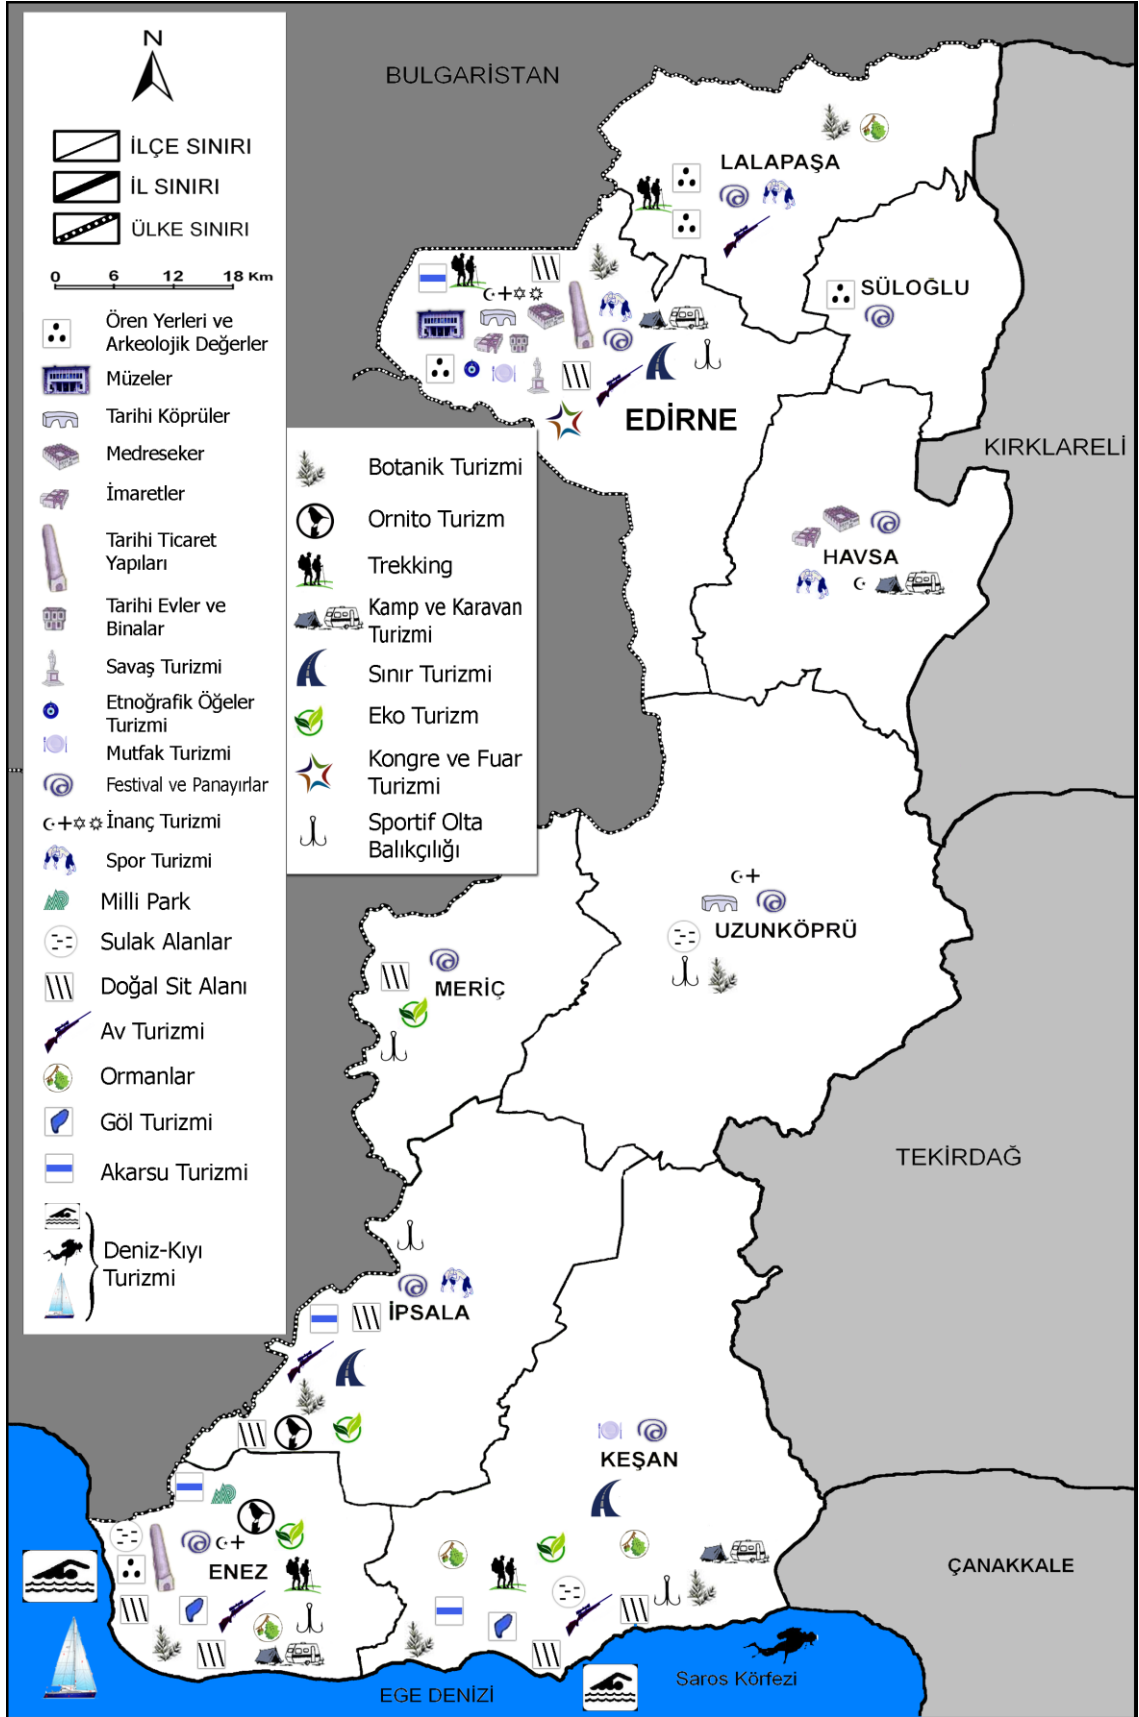 N
İLÇE SINIRI
İL SINIRI
ÜLKE SINIRI
0 6 12 18 Km
Ören Yerleri ve
Arkeolojik Değerler
Müzeler
Tarihi Köprüler
Medreseker
İmaretler
Tarihi Ticaret
Yapıları
Tarihi Evler ve
Binalar
Savaş Turizmi
Etnoğrafik Öğeler
Turizmi
Mutfak Turizmi
Festival ve Panayırlar
İnanç Turizmi
Spor Turizmi
Milli Park
Sulak Alanlar
Doğal Sit Alanı
Av Turizmi
Ormanlar
Göl Turizmi
Akarsu Turizmi
Deniz-Kıyı
Turizmi
Botanik Turizmi
Ornito Turizm
Trekking
Kamp ve Karavan
Turizmi
Sınır Turizmi
Eko Turizm
Kongre ve Fuar
Turizmi
Sportif Olta
Balıkçılığı
BULGARİSTAN
LALAPAŞA
SÜLOĞLU
EDİRNE
KIRKLARELİ
HAVSA
UZUNKÖPRÜ
MERİÇ
TEKİRDAĞ
İPSALA
KEŞAN
ENEZ
ÇANAKKALE
Saros Körfezi
EGE DENİZİ